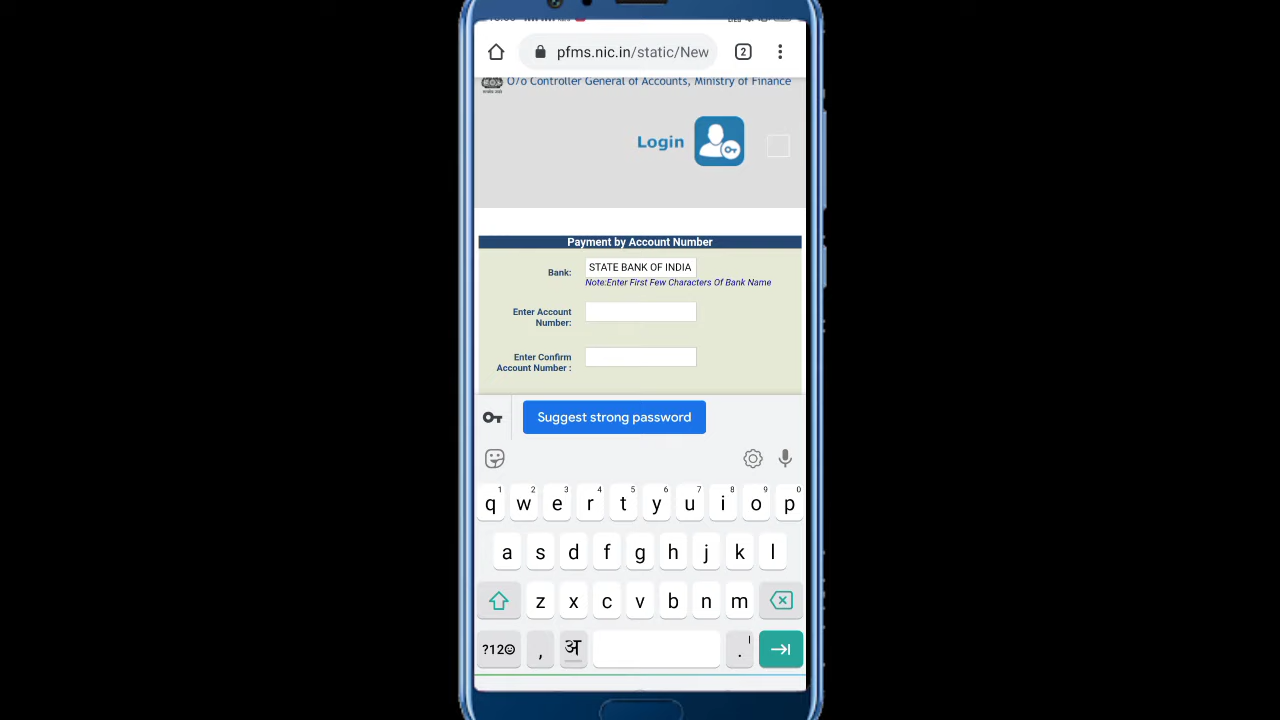 2
pfms.nic.in/static/New
O/o Controller General of Accounts, Ministry of Finance
Login
Payment by Account Number
Bank:
STATE BANK OF INDIA
Note:Enter First Few Characters Of Bank Name
Enter Account
Number:
Enter Confirm
Account Number :
Suggest strong password
1 2 3 4 5 6 7 8 9 0
q w e r t y u i o p
a s d f g h j k l
z x c v b n m
?12 , अ .